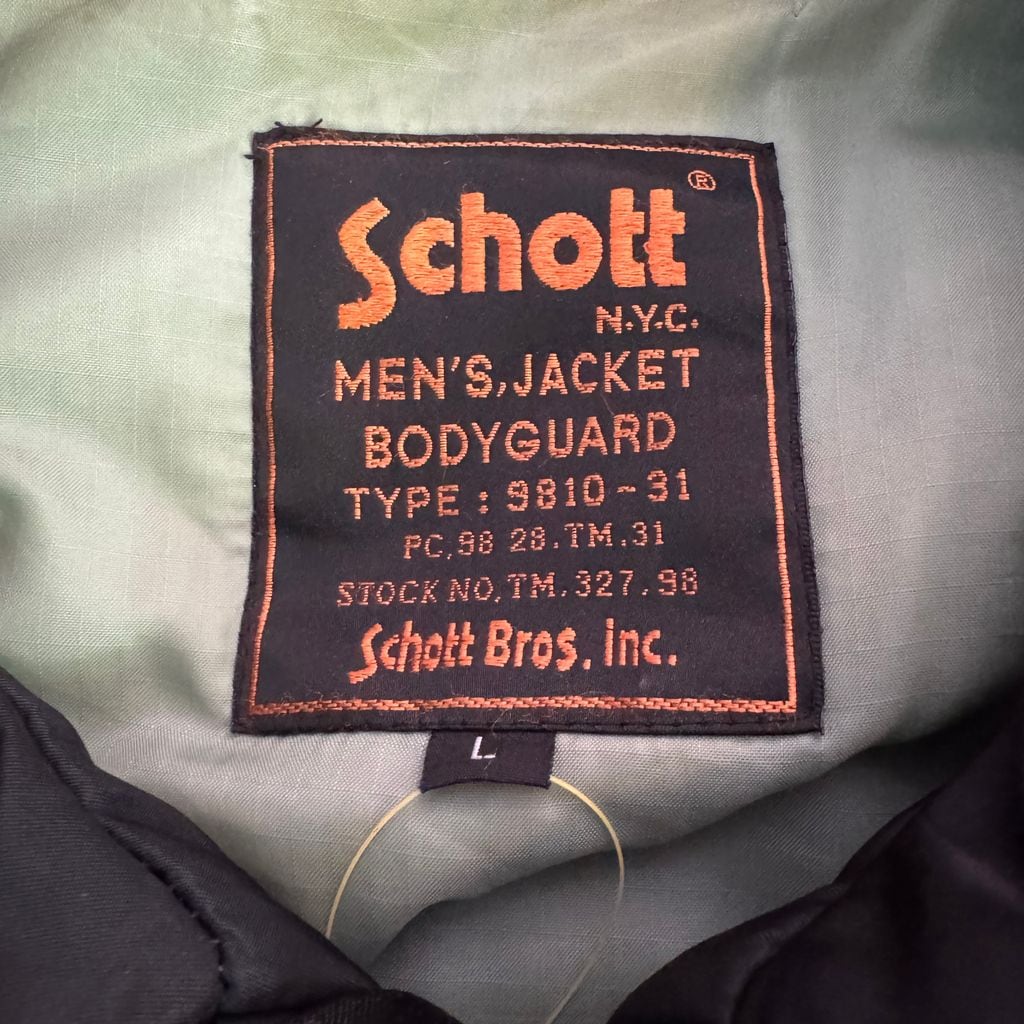 Schott®
N.Y.C.
MEN'S, JACKET
BODYGUARD
TYPE: 9810-31
PC.98 28.TM.31
STOCK NO.TM.327.98
Schott Bros. Inc.
L